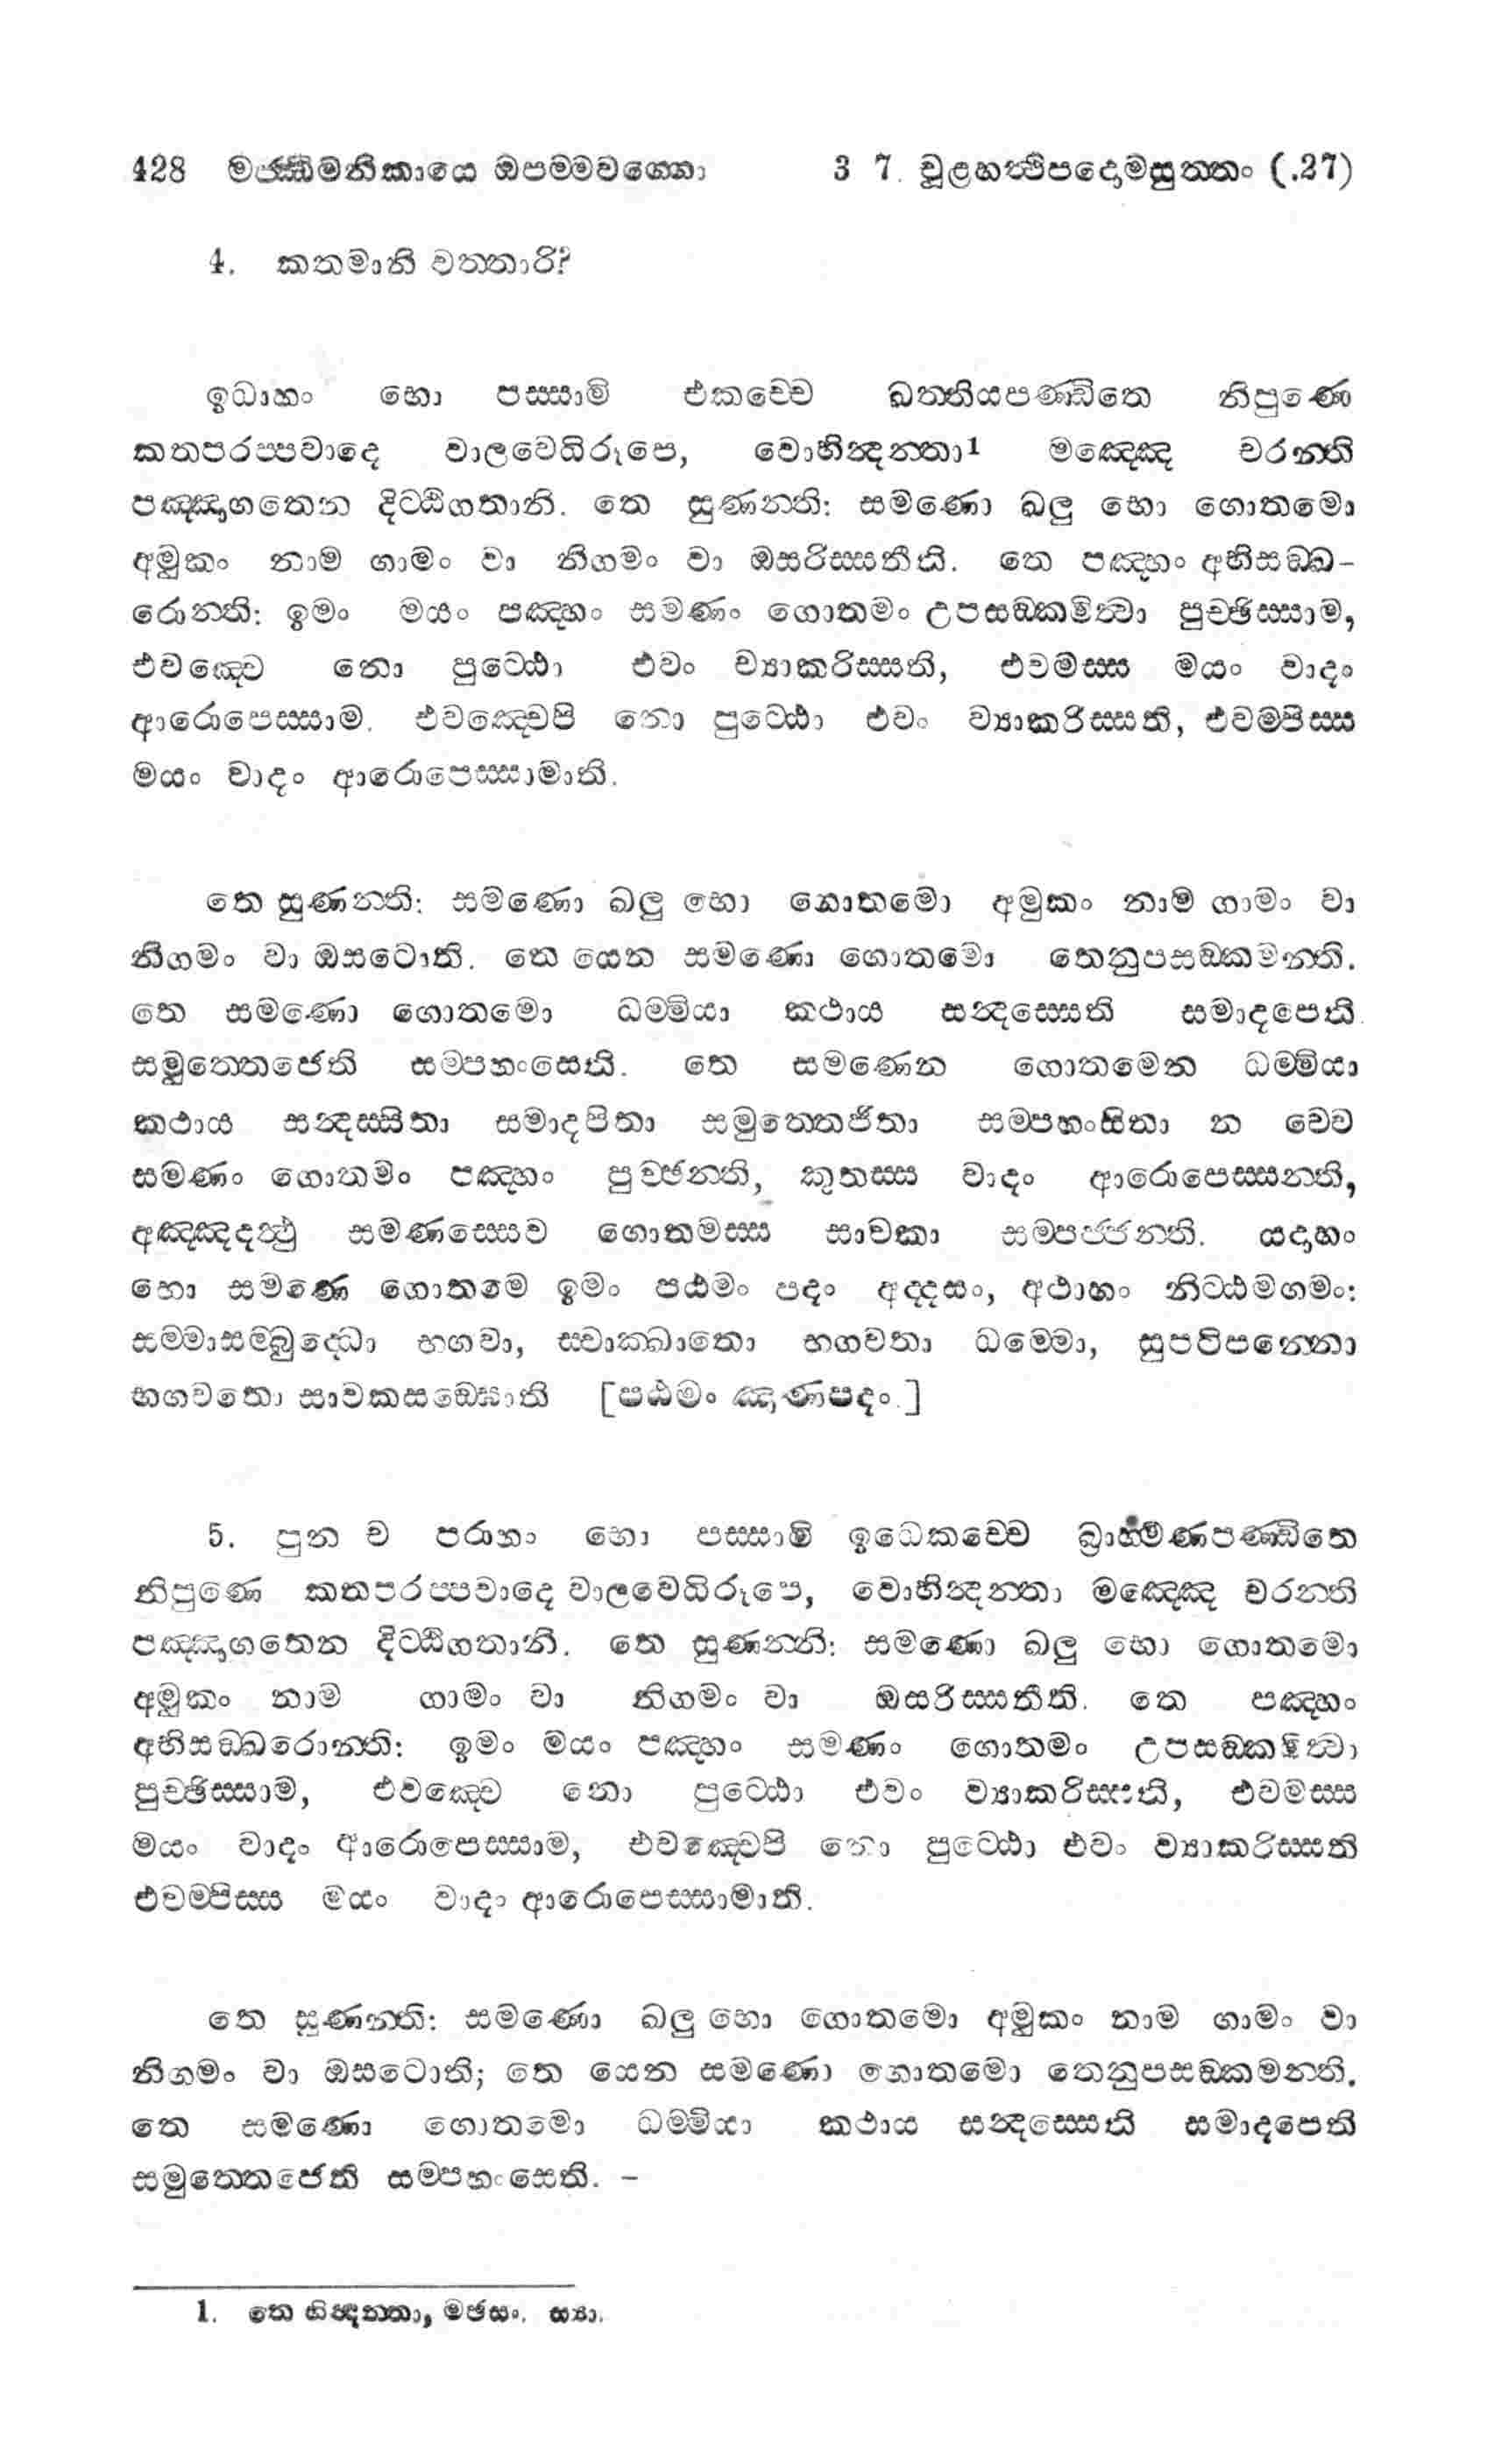 428 මජ්ඣිමනිකායෙ ඔපම්මවග්ගො 3 7. චූළහත්ථිපදොමසුත්තං (.27)
4. කතමානි චත්තාරි?
ඉධාහං භො පස්සාමි එකච්චෙ ඛත්තියපණ්ඩිතෙ නිපුණෙ
කතපරප්පවාදෙ වාලවෙධිරූපෙ, වොභින්දන්තා1 මඤ්ඤෙ චරන්ති
පඤ්ඤාගතෙන දිට්ඨිගතානි. තෙ සුණන්ති: සමණො ඛලු භො ගොතමො
අමුකං නාම ගාමං වා නිගමං වා ඔසරිස්සතීති. තෙ පඤ්හං අභිසඞ්ඛ-
රොන්ති: ඉමං මයං පඤ්හං සමණං ගොතමං උපසඞ්කමිත්වා පුච්ඡිස්සාම,
එවඤ්චෙ නො පුට්ඨො එවං ව්‍යාකරිස්සති, එවමස්ස මයං වාදං
ආරොපෙස්සාම. එවඤ්චෙපි නො පුට්ඨො එවං ව්‍යාකරිස්සති, එවම්පිස්ස
මයං වාදං ආරොපෙස්සාමාති.
තෙ සුණන්ති: සමණො ඛලු භො ගොතමො අමුකං නාම ගාමං වා
නිගමං වා ඔසටොති. තෙ යෙන සමණො ගොතමො තෙනුපසඞ්කමන්ති.
තෙ සමණො ගොතමො ධම්මියා කථාය සන්දස්සෙති සමාදපෙති
සමුත්තෙජෙති සම්පහංසෙති. තෙ සමණෙන ගොතමෙන ධම්මියා
කථාය සන්දස්සිතා සමාදපිතා සමුත්තෙජිතා සම්පහංසිතා න චෙව
සමණං ගොතමං පඤ්හං පුච්ඡන්ති, කුතස්ස වාදං ආරොපෙස්සන්ති,
අඤ්ඤදත්ථු සමණස්සෙව ගොතමස්ස සාවකා සම්පජ්ජන්ති. යදාහං
භො සමණෙ ගොතමෙ ඉමං පඨමං පදං අද්දසං, අථාහං නිට්ඨමගමං:
සම්මාසම්බුද්ධො භගවා, ස්වාක්ඛාතො භගවතා ධම්මො, සුපටිපන්නො
භගවතො සාවකසඞ්ඝොති [පඨමං ඤාණපදං.]
5. පුන ච පරාහං භො පස්සාමි ඉධෙකච්චෙ බ්‍රාහ්මණපණ්ඩිතෙ
නිපුණෙ කතපරප්පවාදෙ වාලවෙධිරූපෙ, වොභින්දන්තා මඤ්ඤෙ චරන්ති
පඤ්ඤාගතෙන දිට්ඨිගතානි. තෙ සුණන්ති: සමණො ඛලු භො ගොතමො
අමුකං නාම ගාමං වා නිගමං වා ඔසරිස්සතීති. තෙ පඤ්හං
අභිසඞ්ඛරොන්ති: ඉමං මයං පඤ්හං සමණං ගොතමං උපසඞ්කමිත්වා
පුච්ඡිස්සාම, එවඤ්චෙ නො පුට්ඨො එවං ව්‍යාකරිස්සති, එවමස්ස
මයං වාදං ආරොපෙස්සාම, එවඤ්චෙපි නො පුට්ඨො එවං ව්‍යාකරිස්සති
එවම්පිස්ස මයං වාදං ආරොපෙස්සාමාති.
තෙ සුණන්ති: සමණො ඛලු භො ගොතමො අමුකං නාම ගාමං වා
නිගමං වා ඔසටොති; තෙ යෙන සමණො ගොතමො තෙනුපසඞ්කමන්ති.
තෙ සමණො ගොතමො ධම්මියා කථාය සන්දස්සෙති සමාදපෙති
සමුත්තෙජෙති සම්පහංසෙති. –
1. තෙ භින්දන්තා, මඡසං. ස්‍යා.